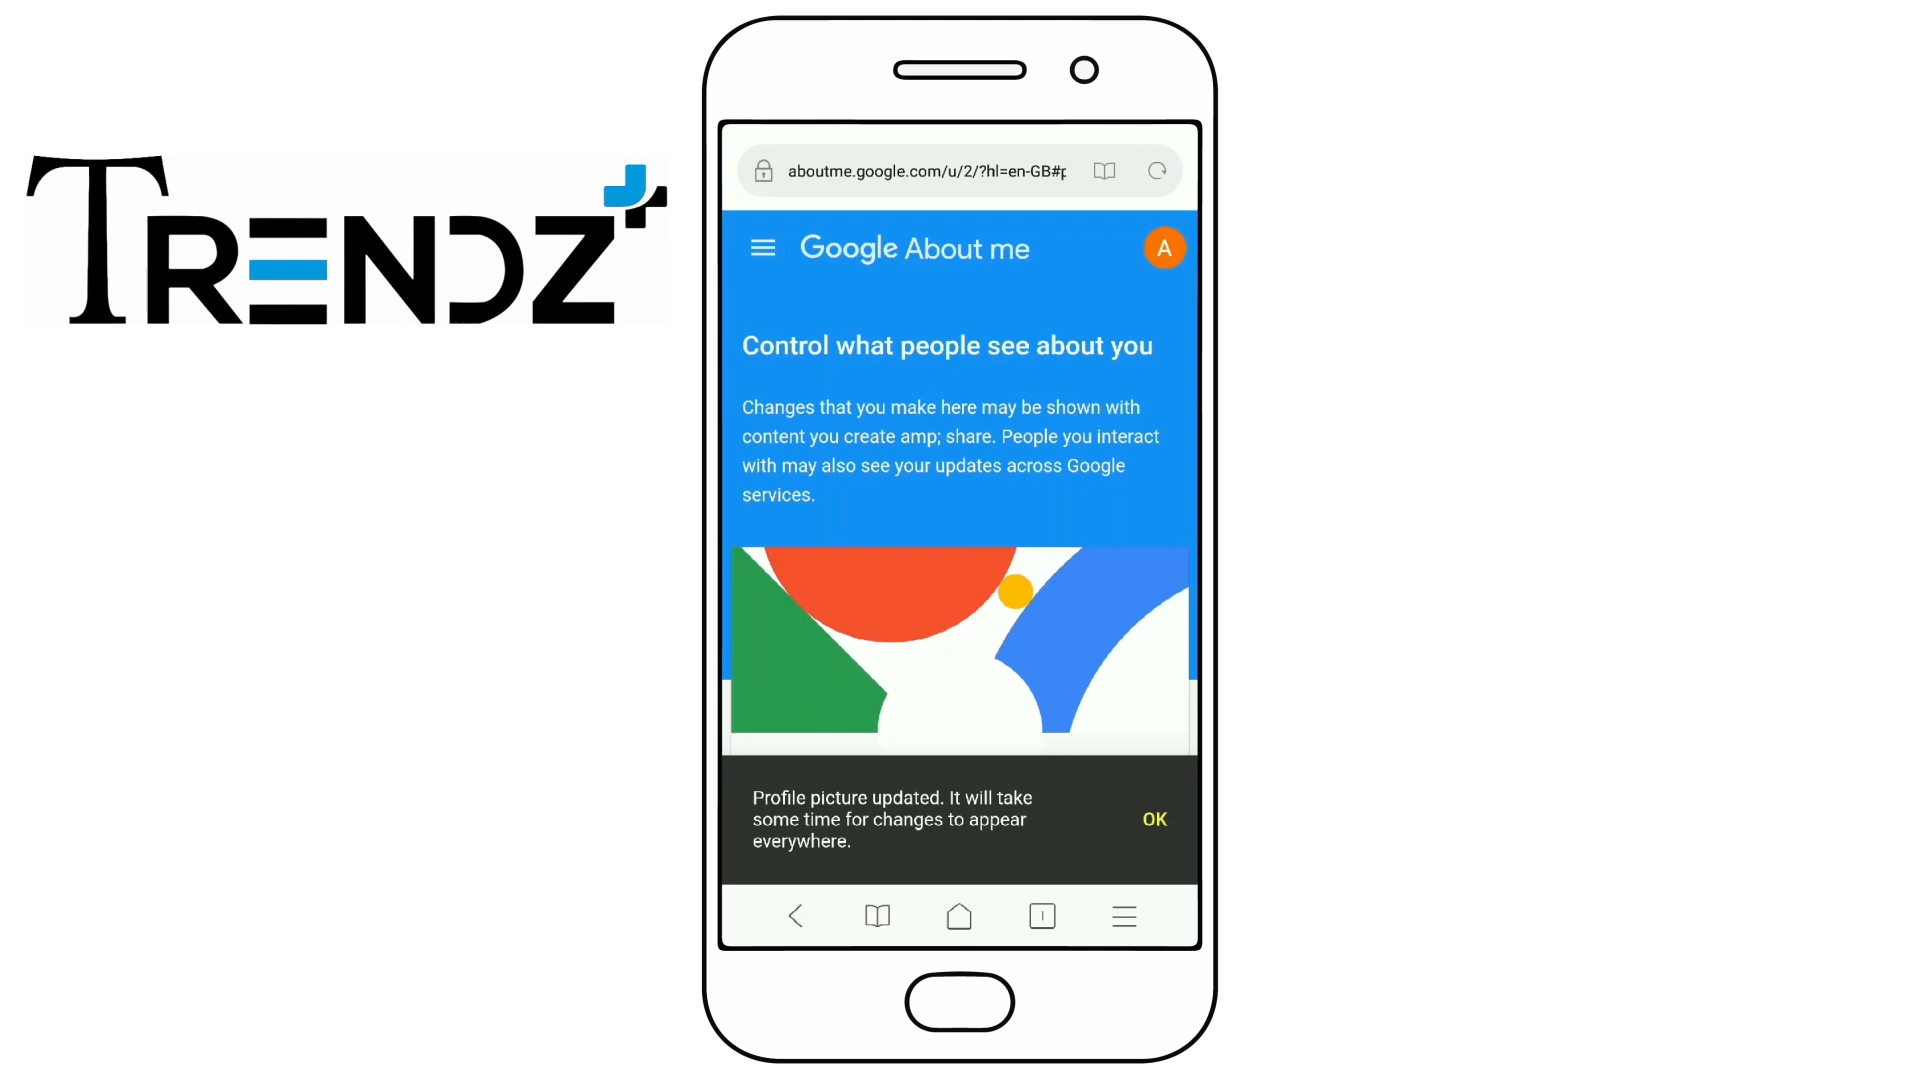 TRENDZ
aboutme.google.com/u/2/?hl=en-GB#p
Google About me
A
Control what people see about you
Changes that you make here may be shown with
content you create amp; share. People you interact
with may also see your updates across Google
services.
Profile picture updated. It will take
some time for changes to appear
everywhere.
OK
1